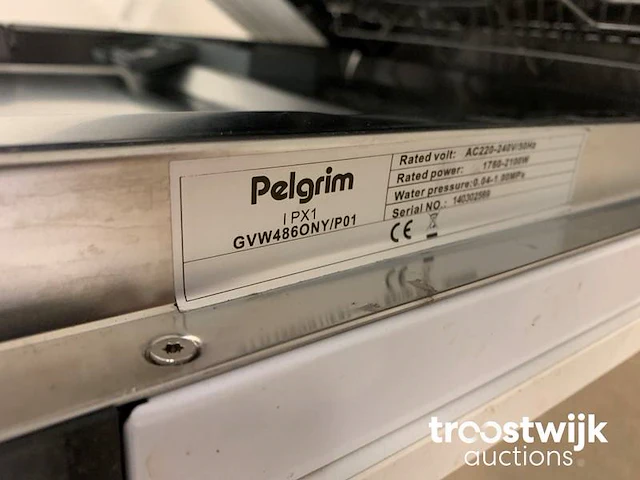 Pelgrim
IPX1
GVW486ONY/P01
Rated volt: AC220-240V/50Hz
Rated power: 1760-2100W
Water pressure:0.04-1.00MPa
Serial NO.: 140302589
CE
troostwijk
auctions